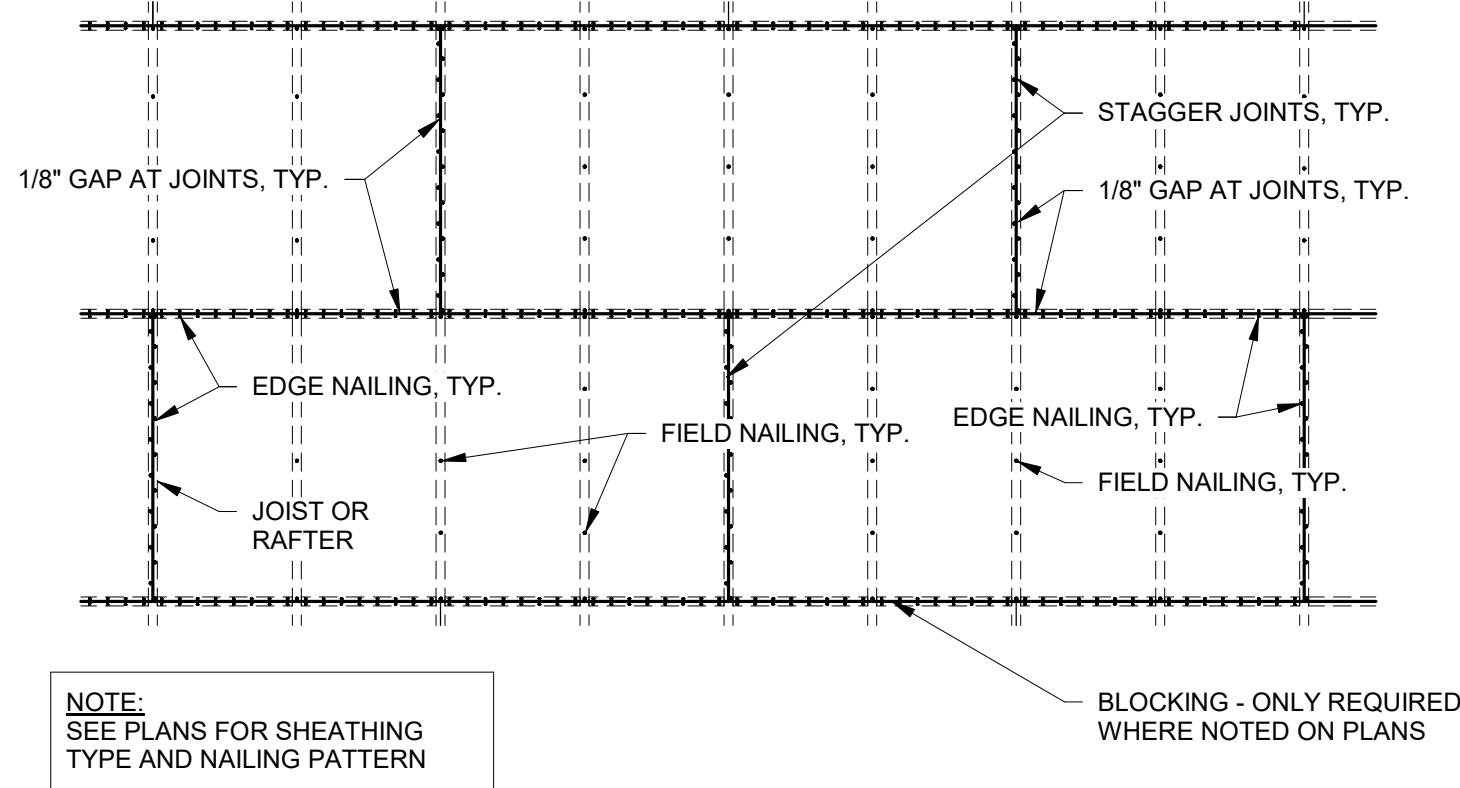 STAGGER JOINTS, TYP.
1/8" GAP AT JOINTS, TYP.
1/8" GAP AT JOINTS, TYP.
EDGE NAILING, TYP.
EDGE NAILING, TYP.
FIELD NAILING, TYP.
FIELD NAILING, TYP.
JOIST OR
RAFTER
BLOCKING - ONLY REQUIRED
WHERE NOTED ON PLANS
NOTE:
SEE PLANS FOR SHEATHING
TYPE AND NAILING PATTERN